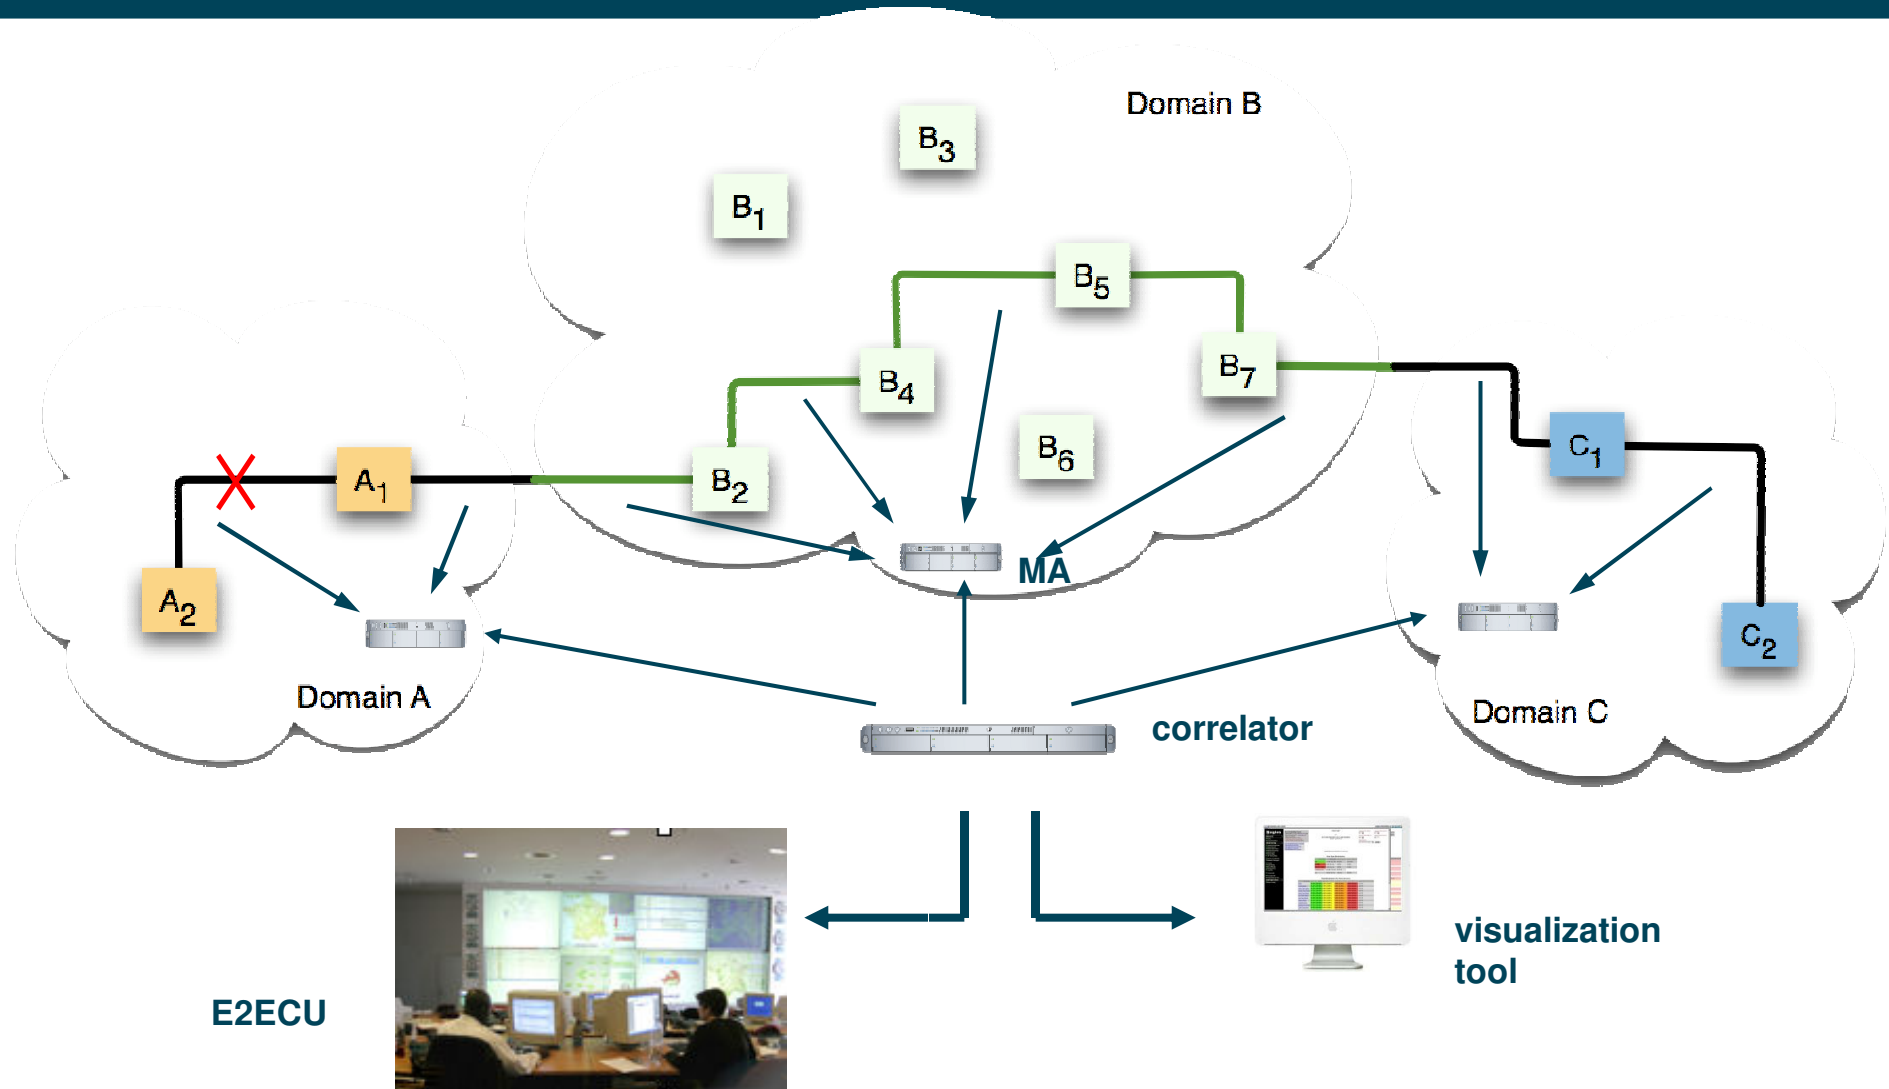 Domain B
B3
B1
B5
B7
B4
B6
C1
A1
B2
MA
A2
C2
Domain A
Domain C
correlator
visualization
tool
E2ECU